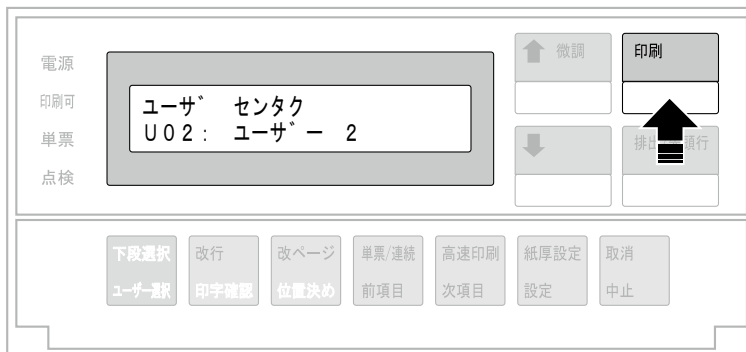 電源
印刷可
単票
点検
ユーザ゛ センタク
U02: ユーザ゛ー 2
微調
印刷
排出 頭行
下段選択
ユーザー選択
改行
印字確認
改ページ
位置決め
単票/連続
前項目
高速印刷
次項目
紙厚設定
設定
取消
中止